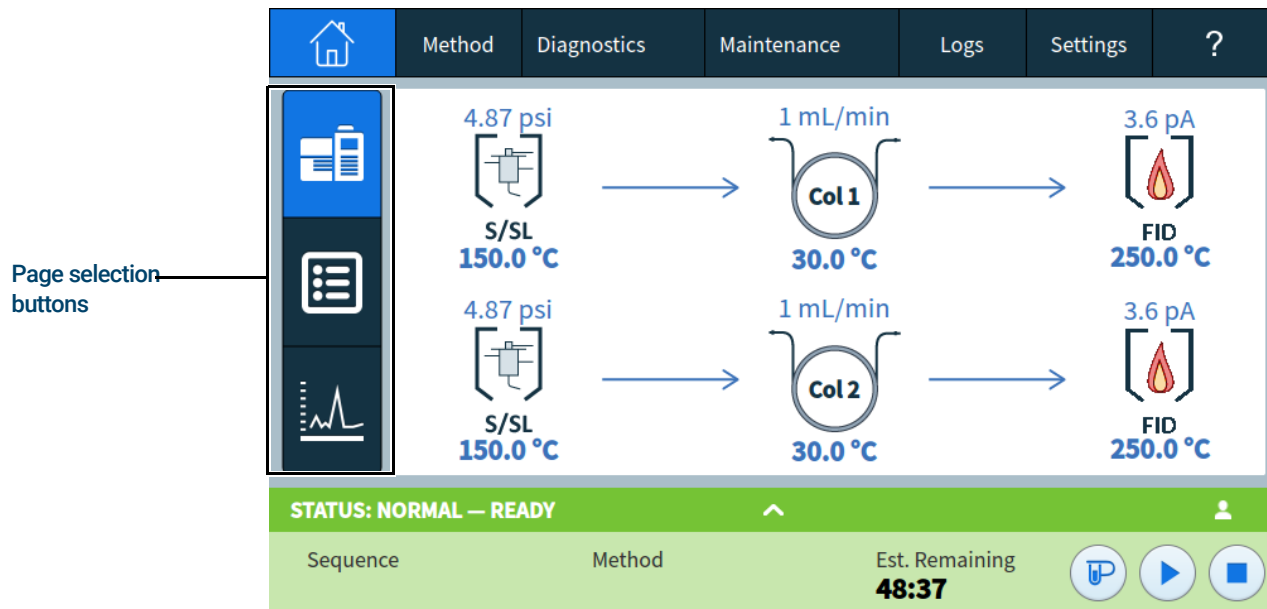 Method Diagnostics Maintenance Logs Settings ?
Page selection
buttons
4.87 psi 1 mL/min 3.6 pA
Col 1
S/SL FID
150.0 °C 30.0 °C 250.0 °C
4.87 psi 1 mL/min 3.6 pA
Col 2
S/SL FID
150.0 °C 30.0 °C 250.0 °C
STATUS: NORMAL — READY
Sequence Method Est. Remaining
48:37